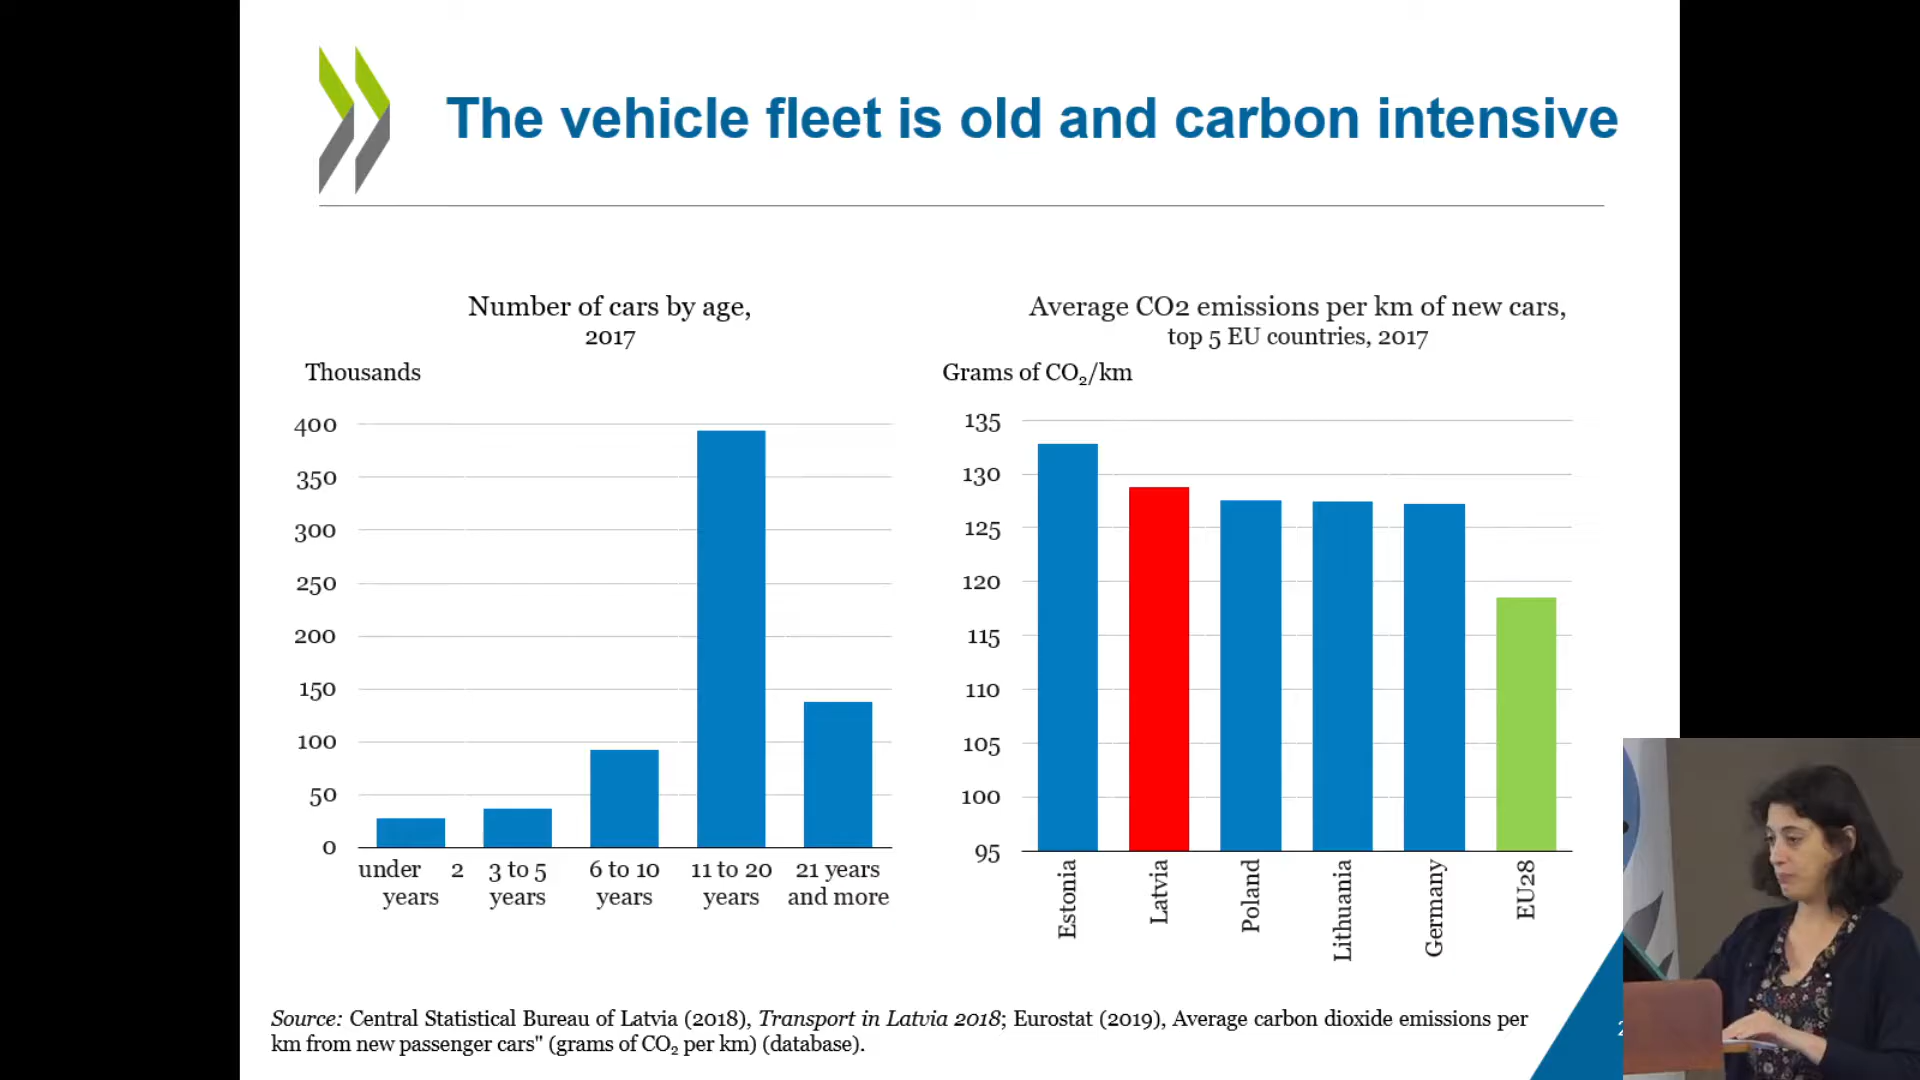 The vehicle fleet is old and carbon intensive
Number of cars by age,
2017
Thousands
400
350
300
250
200
150
100
50
0
under 2
years
3 to 5
years
6 to 10
years
11 to 20
years
21 years
and more
Average CO2 emissions per km of new cars,
top 5 EU countries, 2017
Grams of CO₂/km
135
130
125
120
115
110
105
100
95
Estonia
Latvia
Poland
Lithuania
Germany
EU28
Source: Central Statistical Bureau of Latvia (2018), Transport in Latvia 2018; Eurostat (2019), Average carbon dioxide emissions per
km from new passenger cars" (grams of CO₂ per km) (database).